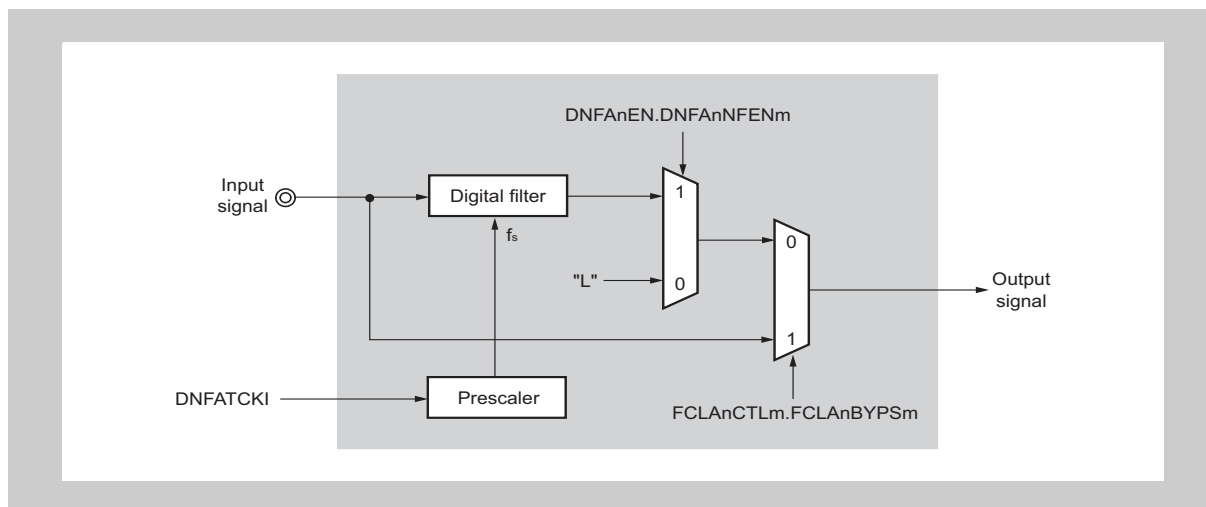 DNFAnEN.DNFAnNFENm
Input
signal
Digital filter
1
fs
0
"L"
0
Output
signal
1
DNFATCKI
Prescaler
FCLAnCTLm.FCLAnBYPSm